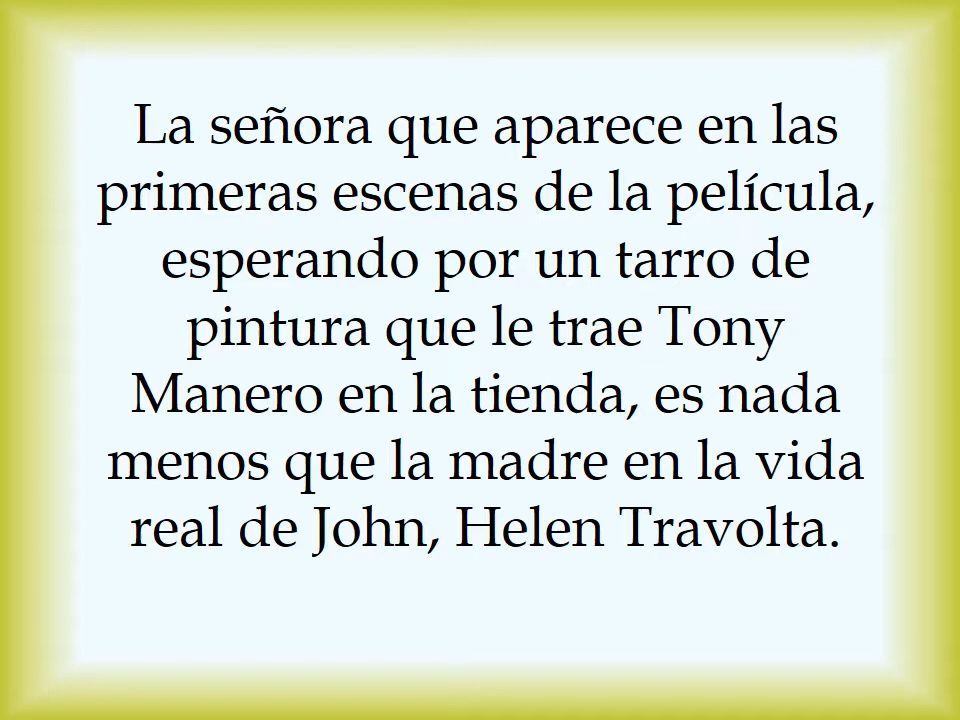 La señora que aparece en las
primeras escenas de la película,
esperando por un tarro de
pintura que le trae Tony
Manero en la tienda, es nada
menos que la madre en la vida
real de John, Helen Travolta.